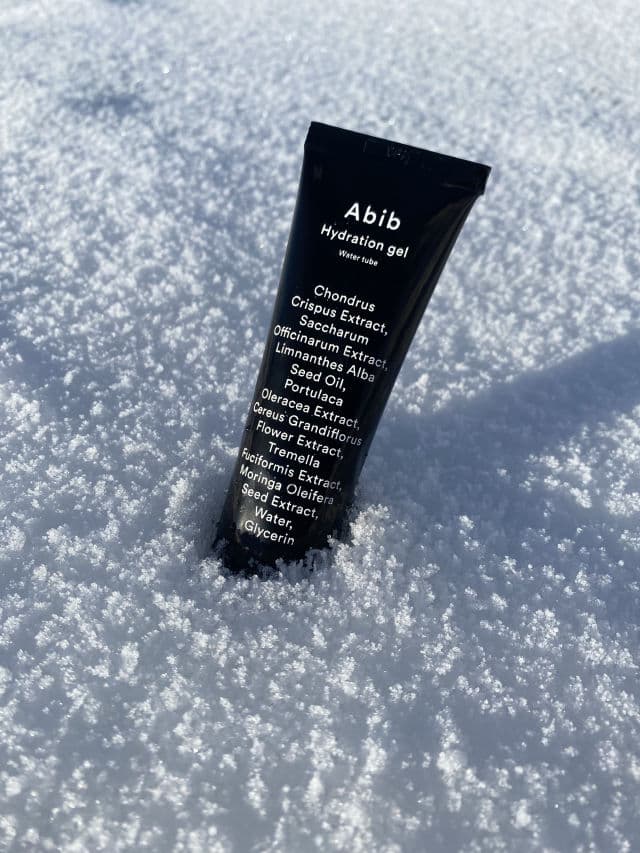 Abib
Hydration gel
Water tube
Chondrus
Crispus Extract,
Saccharum
Officinarum Extract,
Limnanthes Alba
Seed Oil,
Portulaca
Oleracea Extract,
Cereus Grandiflorus
Flower Extract,
Tremella
Fuciformis Extract,
Moringa Oleifera
Seed Extract,
Water,
Glycerin